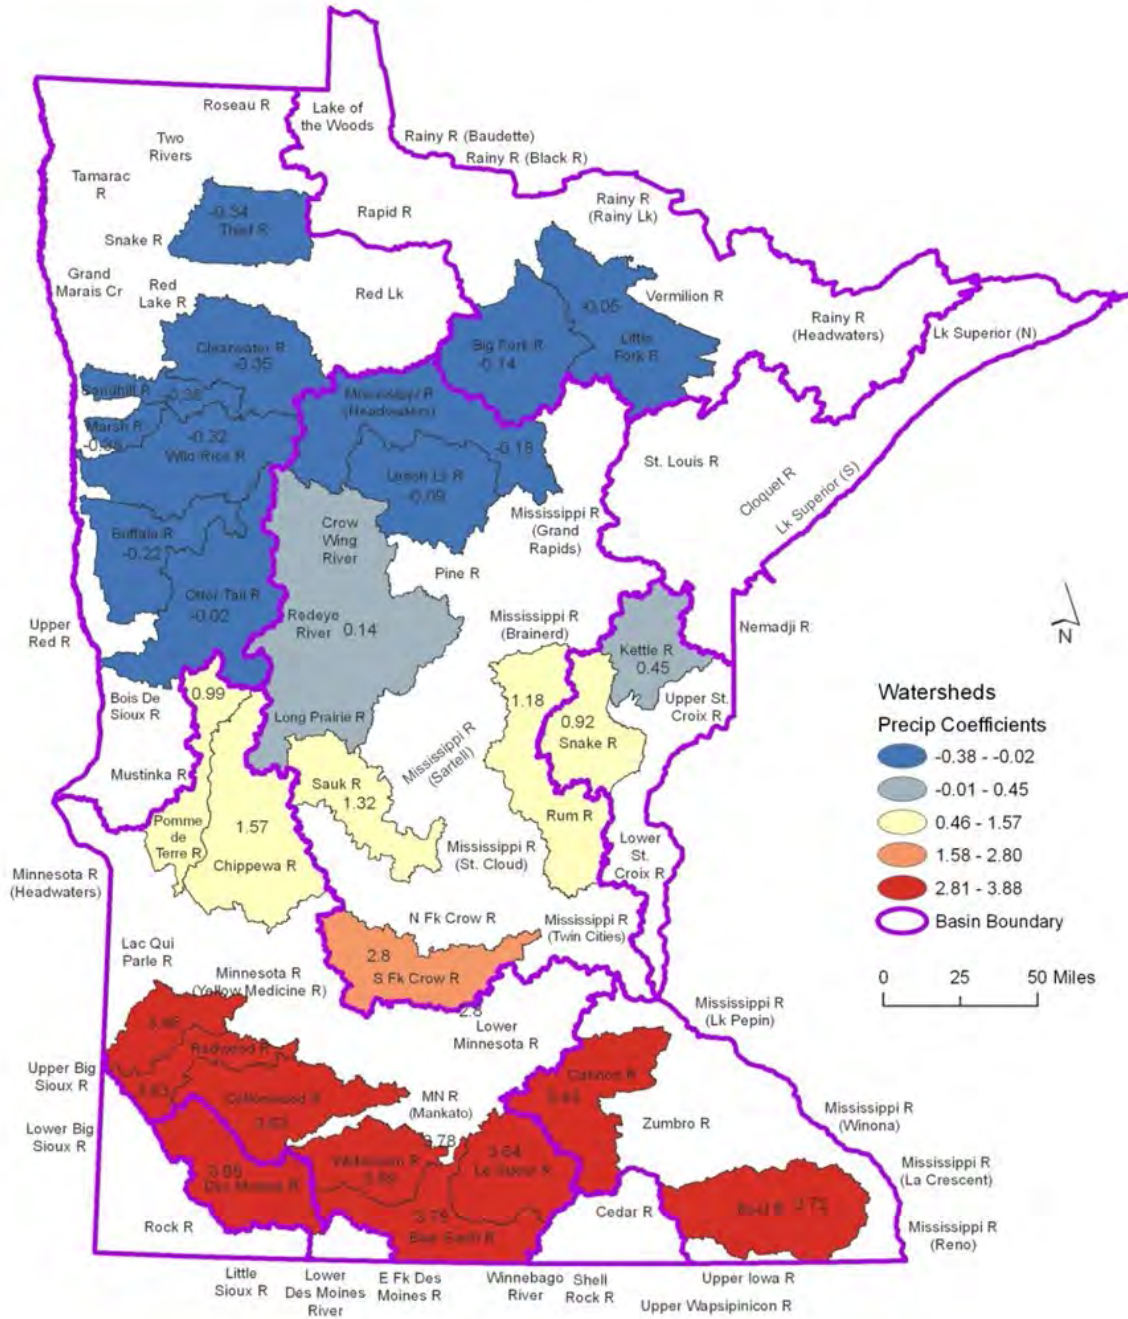 Roseau R
Lake of
the Woods
Two
Rivers
Rainy R (Baudette)
Rainy R (Black R)
Tamarac
R
-0.34
Thief R
Rapid R
Rainy R
(Rainy Lk)
Snake R
Grand
Marais Cr
Red
Lake R
Red Lk
-0.05
Vermilion R
Rainy R
(Headwaters)
Lk Superior (N)
Clearwater R
-0.35
Big Fork R
-0.14
Little
Fork R
Sandhill R
-0.38
Mississippi R
(Headwaters)
Marsh R
-0.32
Wild Rice R
-0.18
Leech Lk R
-0.09
St. Louis R
Cloquet R
Lk Superior (S)
Buffalo R
-0.22
Crow
Wing
River
Mississippi R
(Grand
Rapids)
Pine R
Otter Tail R
-0.02
Redeye
River
0.14
Mississippi R
(Brainerd)
Nemadji R
N
Upper
Red R
Kettle R
0.45
Bois De
Sioux R
0.99
Long Prairie R
1.18
0.92
Snake R
Upper St.
Croix R
Mustinka R
Mississippi R
(Sartell)
Sauk R
1.32
Pomme
de
Terre R
1.57
Chippewa R
Rum R
Mississippi R
(St. Cloud)
Lower
St.
Croix R
Minnesota R
(Headwaters)
Watersheds
Precip Coefficients
-0.38 - -0.02
-0.01 - 0.45
0.46 - 1.57
1.58 - 2.80
2.81 - 3.88
Basin Boundary
0 25 50 Miles
N Fk Crow R
Mississippi R
(Twin Cities)
Lac Qui
Parle R
2.8
S Fk Crow R
Minnesota R
(Yellow Medicine R)
2.8
Lower
Minnesota R
Mississippi R
(Lk Pepin)
Redwood R
Upper Big
Sioux R
Cottonwood R
Cannon R
MN R
(Mankato)
Zumbro R
Mississippi R
(Winona)
Lower Big
Sioux R
Watonwan R
3.64
Le Sueur R
Des Moines R
Mississippi R
(La Crescent)
Rock R
Blue Earth R
Cedar R
Root R
Mississippi R
(Reno)
Little
Sioux R
Lower
Des Moines
River
E Fk Des
Moines R
Winnebago
River
Shell
Rock R
Upper Iowa R
Upper Wapsipinicon R